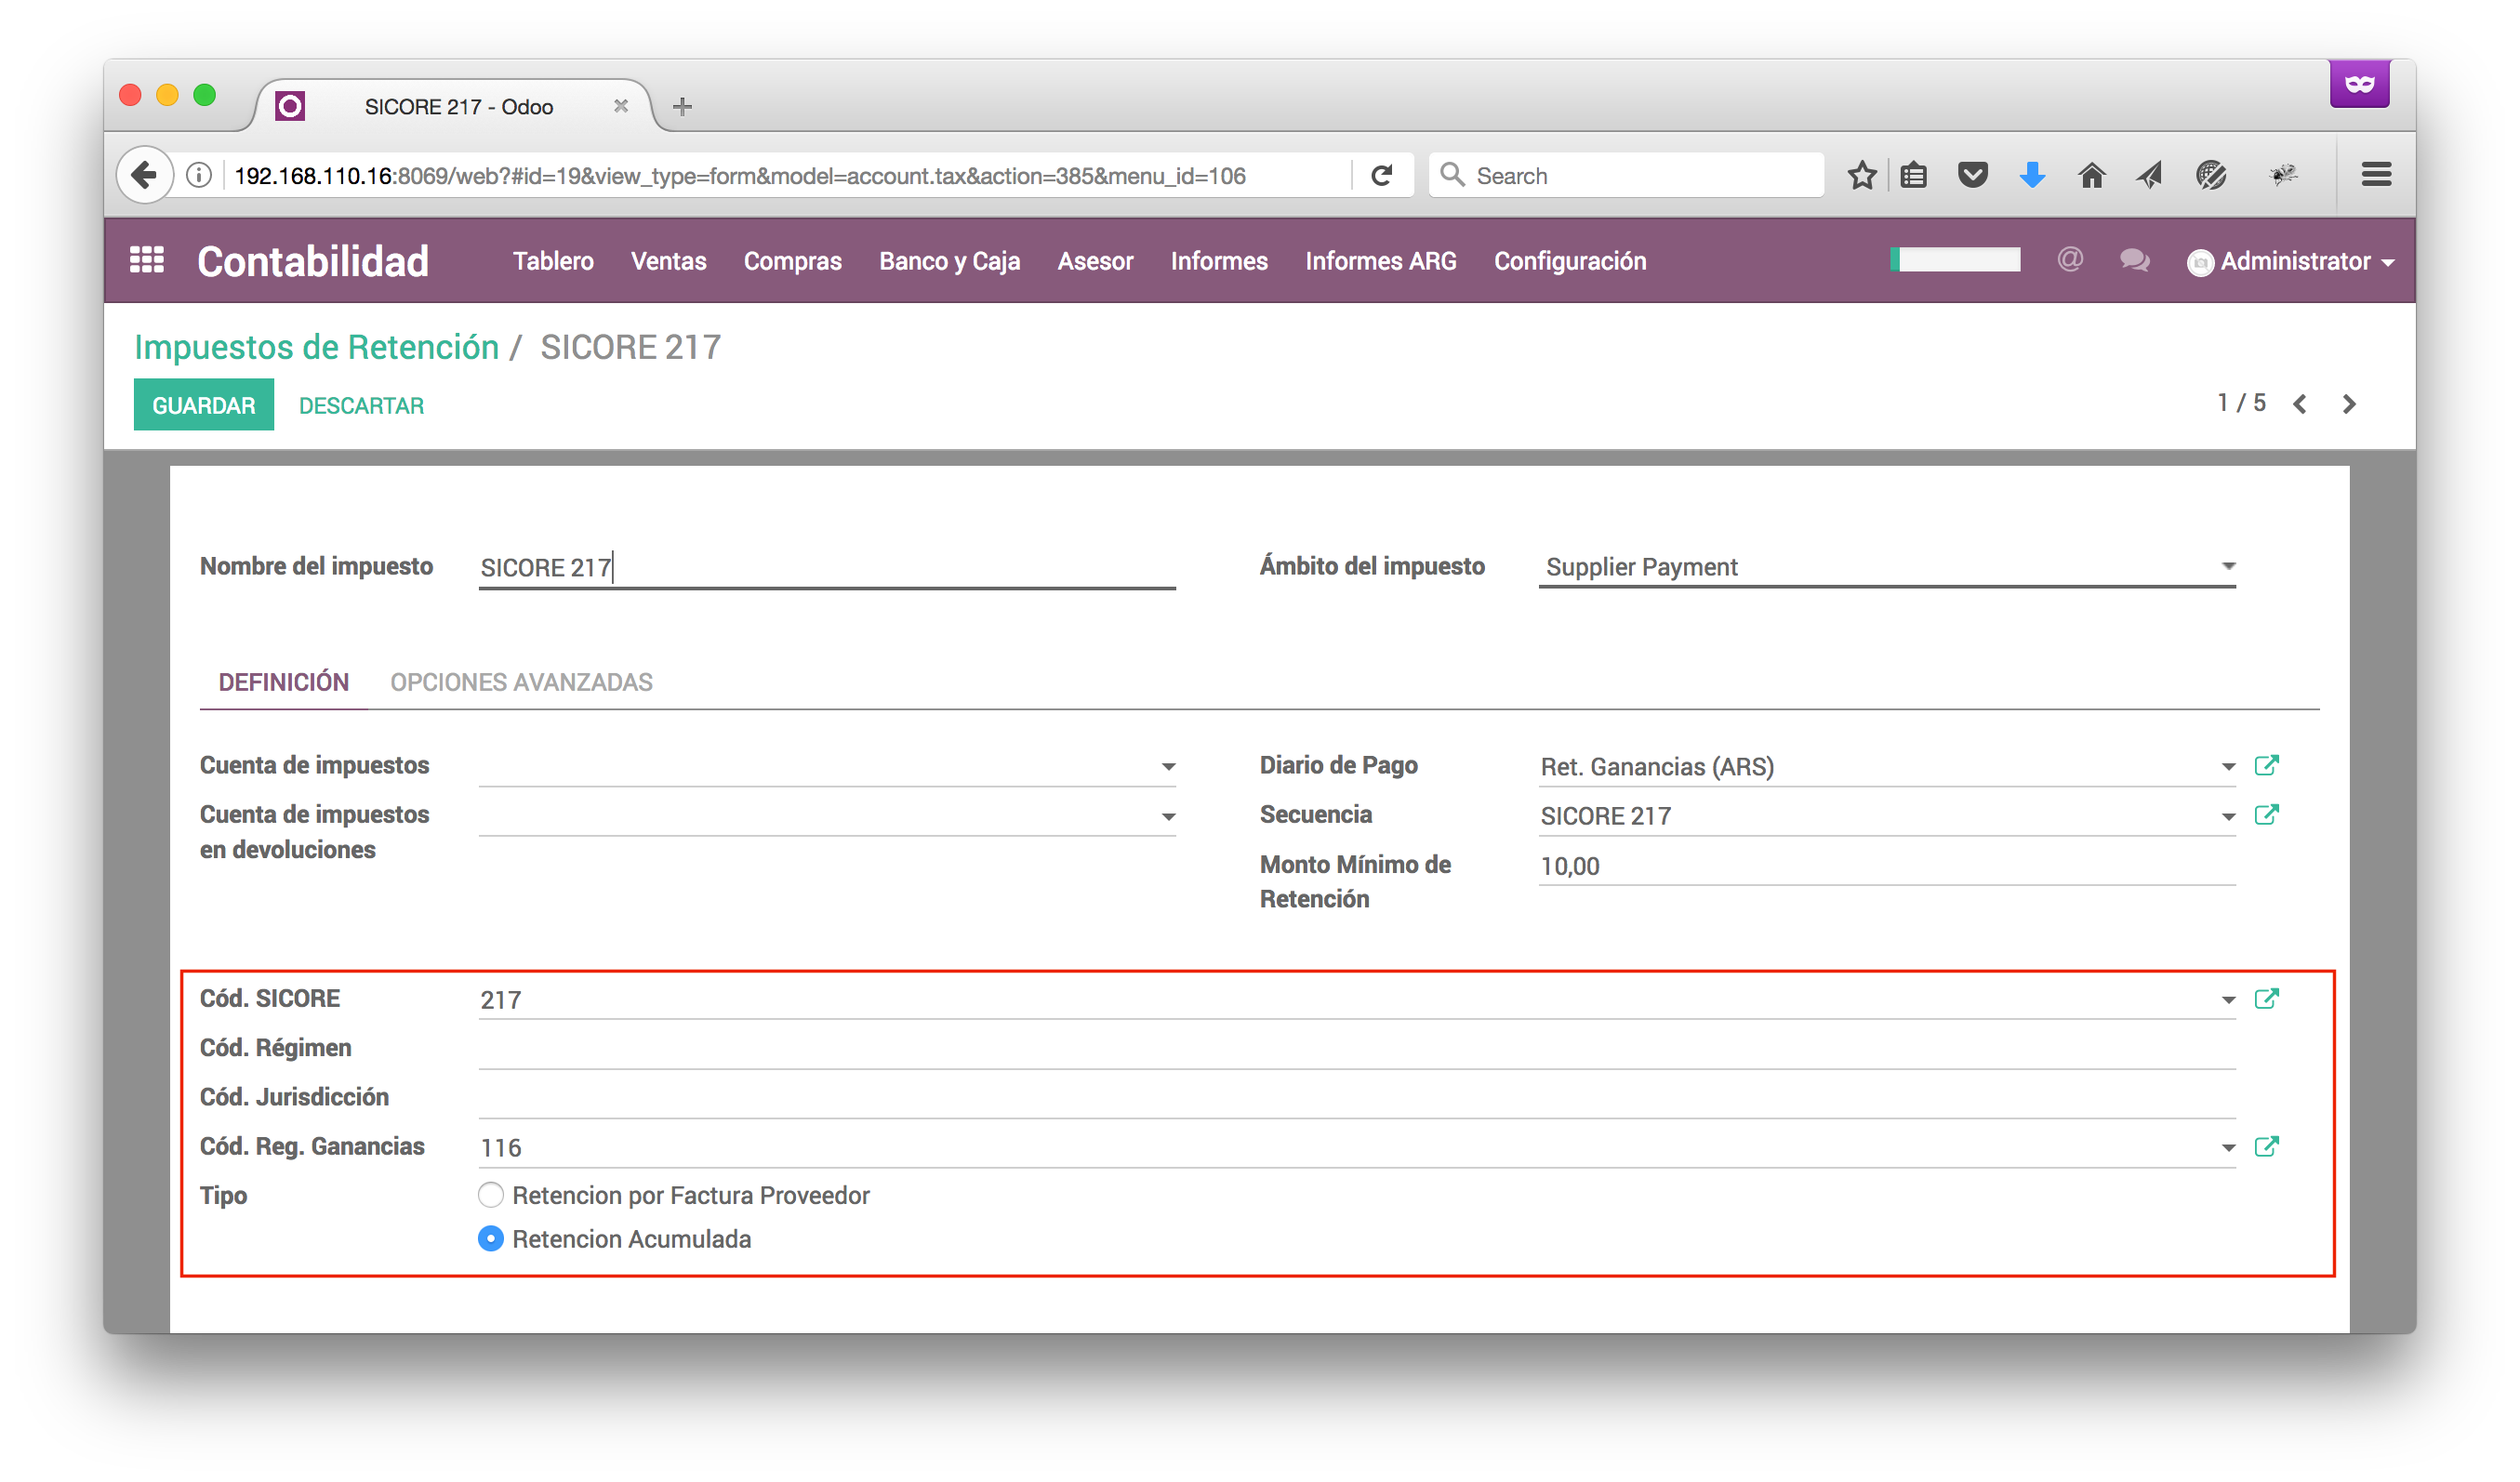 SICORE 217 - Odoo
192.168.110.16:8069/web?#id=19&view_type=form&model=account.tax&action=385&menu_id=106
Search
Contabilidad
Tablero Ventas Compras Banco y Caja Asesor Informes Informes ARG Configuración
@
Administrator
Impuestos de Retención / SICORE 217
GUARDAR DESCARTAR
1 / 5
Nombre del impuesto SICORE 217
Ámbito del impuesto Supplier Payment
DEFINICIÓN OPCIONES AVANZADAS
Cuenta de impuestos
Cuenta de impuestos
en devoluciones
Diario de Pago Ret. Ganancias (ARS)
Secuencia SICORE 217
Monto Mínimo de 10,00
Retención
Cód. SICORE 217
Cód. Régimen
Cód. Jurisdicción
Cód. Reg. Ganancias 116
Tipo Retencion por Factura Proveedor
Retencion Acumulada